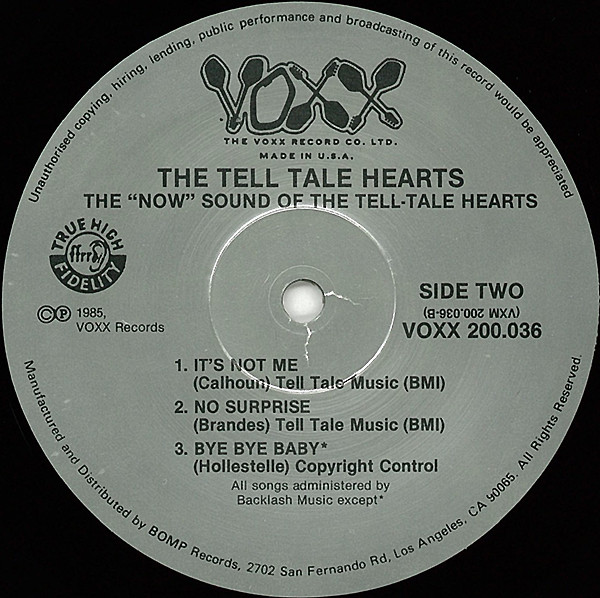 Unauthorised copying, hiring, lending, public performance and broadcasting of this record would be appreciated
VOXX
THE VOXX RECORD CO. LTD.
MADE IN U.S.A.
THE TELL TALE HEARTS
THE “NOW” SOUND OF THE TELL-TALE HEARTS
TRUE HIGH
ffrr
FIDELITY
SIDE TWO
(VXM 200.036-B)
VOXX 200.036
©℗ 1985,
VOXX Records
1. IT'S NOT ME
(Calhoun) Tell Tale Music (BMI)
2. NO SURPRISE
(Brandes) Tell Tale Music (BMI)
3. BYE BYE BABY*
(Hollestelle) Copyright Control
All songs administered by
Backlash Music except*
Manufactured and Distributed by BOMP Records, 2702 San Fernando Rd, Los Angeles, CA 90065. All Rights Reserved.